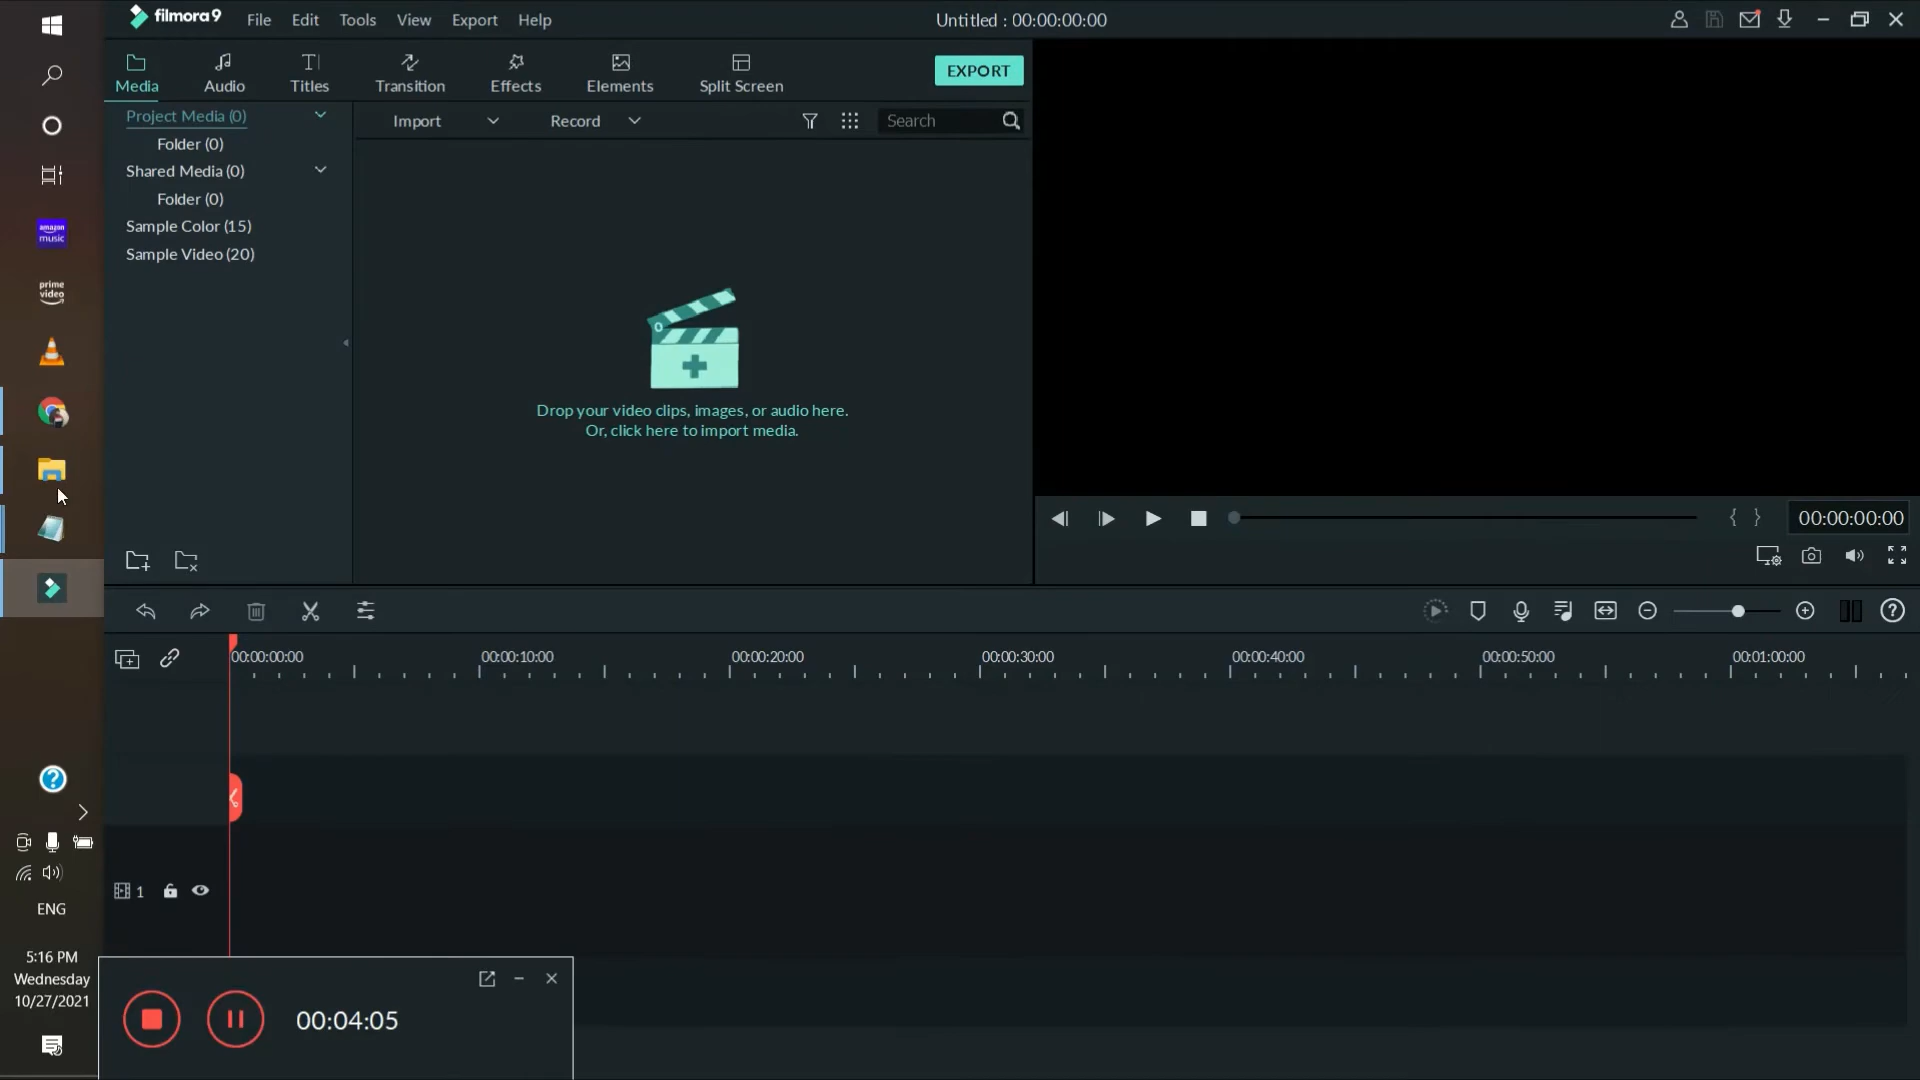 filmora9 File Edit Tools View Export Help Untitled : 00:00:00:00
Media Audio Titles Transition Effects Elements Split Screen EXPORT
Project Media (0)
Folder (0)
Shared Media (0)
Folder (0)
Sample Color (15)
Sample Video (20)
Import Record Search
Drop your video clips, images, or audio here.
Or, click here to import media.
00:00:00:00
00:00:00:00 00:00:10:00 00:00:20:00 00:00:30:00 00:00:40:00 00:00:50:00 00:01:00:00
1
00:04:05
amazon
music
prime
video
ENG
5:16 PM
Wednesday
10/27/2021